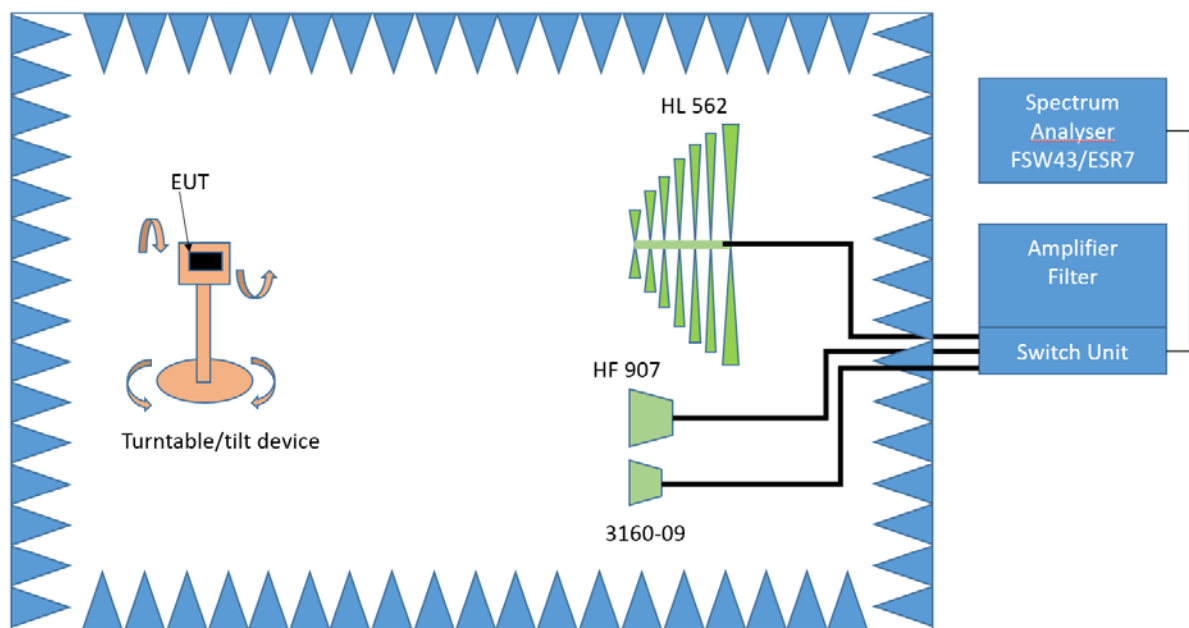 HL 562
Spectrum
Analyser
FSW43/ESR7
EUT
Amplifier
Filter
Switch Unit
HF 907
Turntable/tilt device
3160-09